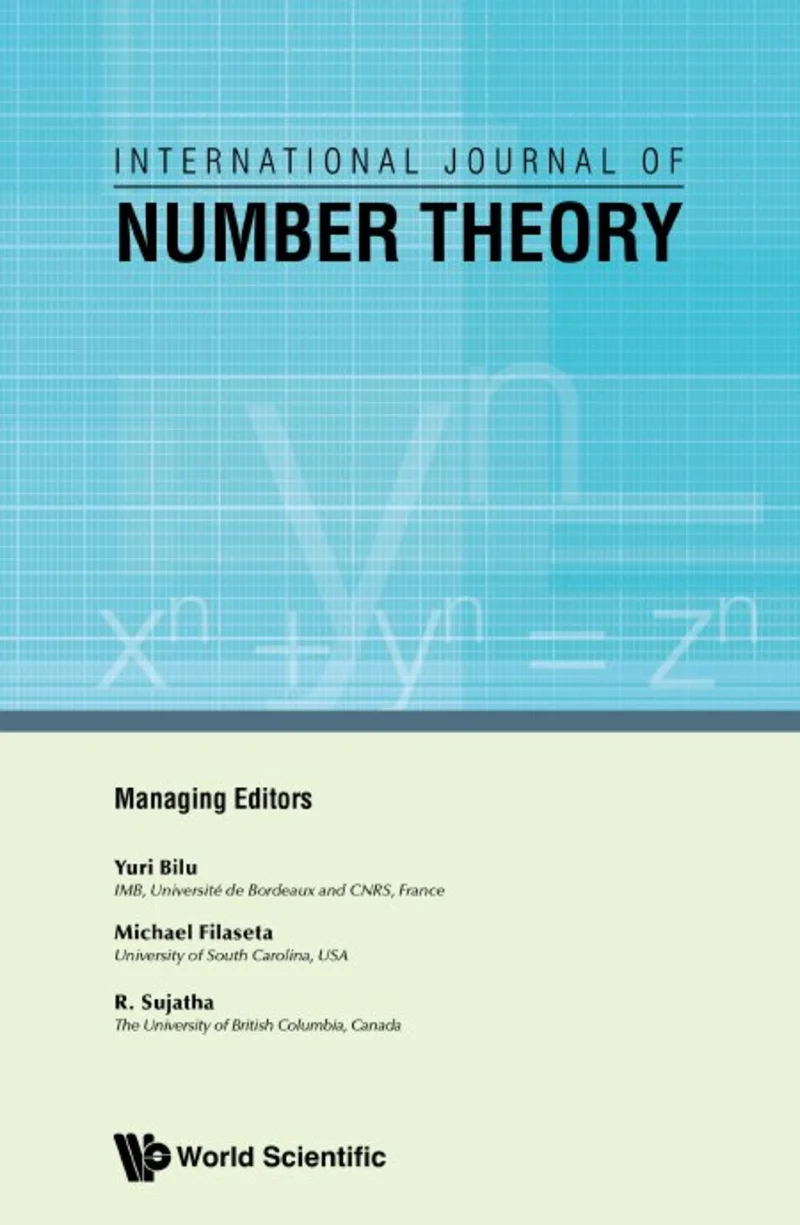 INTERNATIONAL JOURNAL OF
NUMBER THEORY
yⁿ =
xⁿ + yⁿ = zⁿ
Managing Editors
Yuri Bilu
IMB, Université de Bordeaux and CNRS, France
Michael Filaseta
University of South Carolina, USA
R. Sujatha
The University of British Columbia, Canada
World Scientific